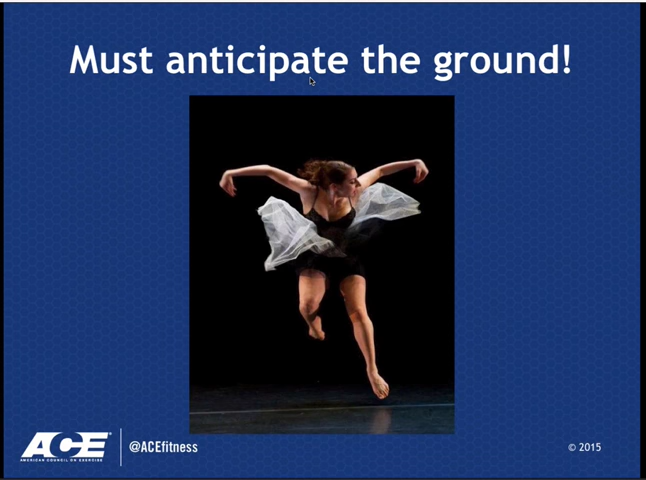 Must anticipate the ground!
ACE
AMERICAN COUNCIL ON EXERCISE
@ACEfitness
© 2015